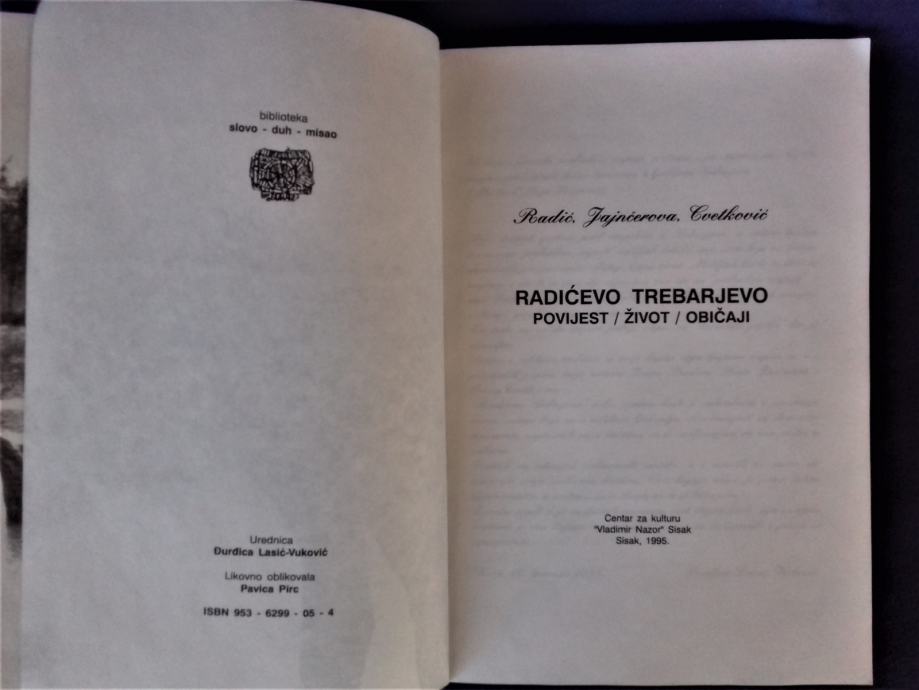 biblioteka
slovo - duh - misao
Urednica
Đurđica Lasić-Vuković
Likovno oblikovala
Pavica Pirc
ISBN 953 - 6299 - 05 - 4
Radić, Jajnčerova, Cvetković
RADIĆEVO TREBARJEVO
POVIJEST / ŽIVOT / OBIČAJI
Centar za kulturu
"Vladimir Nazor" Sisak
Sisak, 1995.